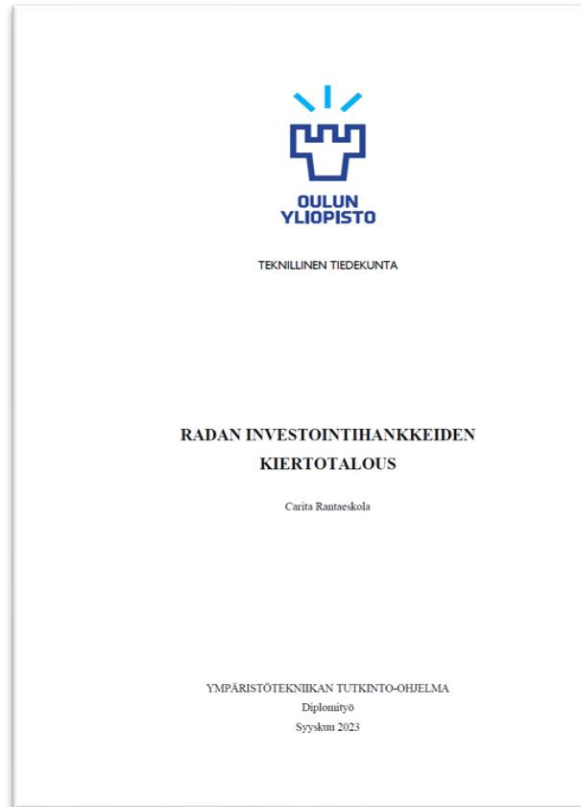 OULUN
YLIOPISTO
TEKNILLINEN TIEDEKUNTA
RADAN INVESTOINTIHANKKEIDEN
KIERTOTALOUS
Carita Rantaeskola
YMPÄRISTÖTEKNIIKAN TUTKINTO-OHJELMA
Diplomityö
Syyskuu 2023